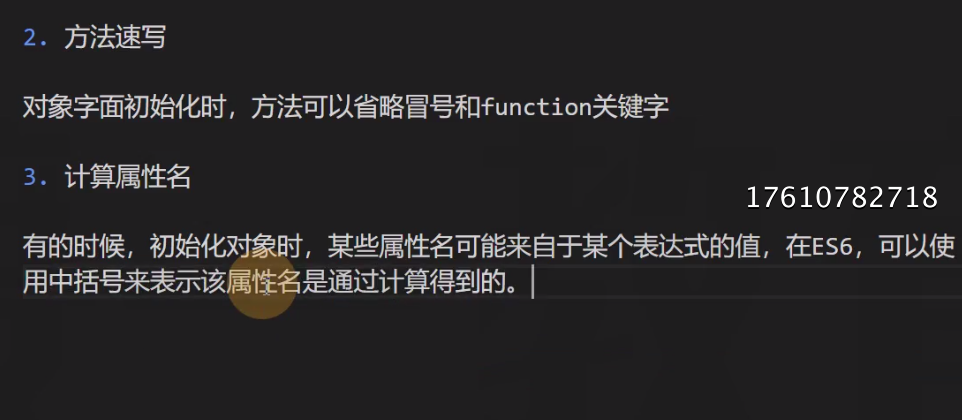 2. 方法速写
对象字面初始化时，方法可以省略冒号和function关键字
3. 计算属性名
17610782718
有的时候，初始化对象时，某些属性名可能来自于某个表达式的值，在ES6，可以使
用中括号来表示该属性名是通过计算得到的。